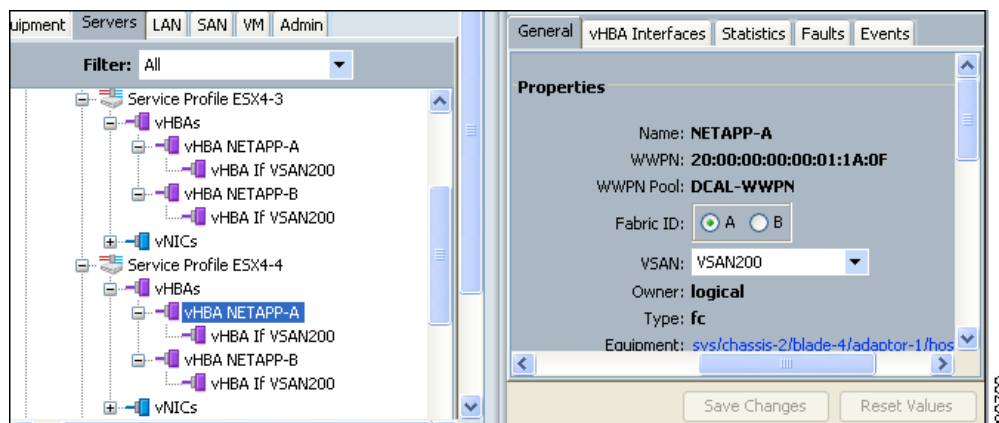 uipment Servers LAN SAN VM Admin
Filter: All
Service Profile ESX4-3
vHBAs
vHBA NETAPP-A
vHBA If VSAN200
vHBA NETAPP-B
vHBA If VSAN200
vNICs
Service Profile ESX4-4
vHBAs
vHBA NETAPP-A
vHBA If VSAN200
vHBA NETAPP-B
vHBA If VSAN200
vNICs
General vHBA Interfaces Statistics Faults Events
Properties
Name: NETAPP-A
WWPN: 20:00:00:00:00:01:1A:0F
WWPN Pool: DCAL-WWPN
Fabric ID: A B
VSAN: VSAN200
Owner: logical
Type: fc
Equipment: sys/chassis-2/blade-4/adaptor-1/hos
Save Changes Reset Values